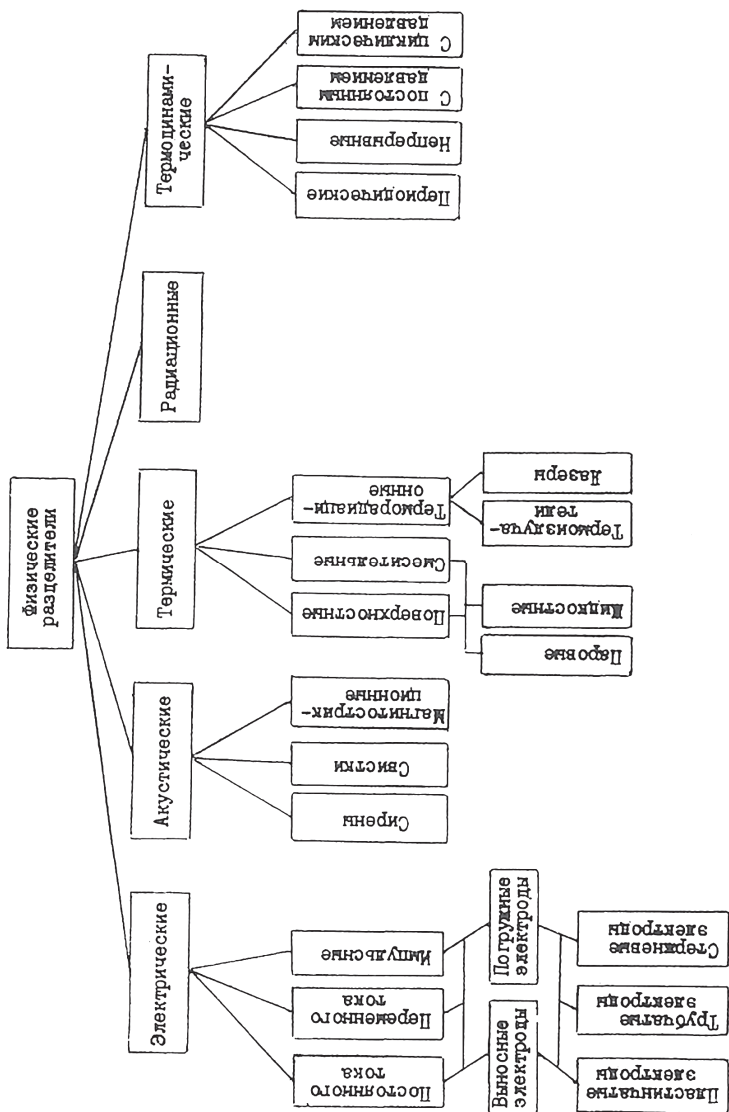 Физические
разделители
Электрические
Акустические
Термические
Радиационные
Термодинами-
ческие
Постоянного
тока
Переменного
тока
Импульсные
Сирены
Свистки
Магнитострик-
ционные
Поверхностные
Смесительные
Терморадиаци-
онные
Периодические
Непрерывные
С постоянным
давлением
С циклическим
давлением
Выносные
электроды
Погружные
электроды
Паровые
Жидкостные
Термоизлуча-
тели
Лазеры
Пластинчатые
электроды
Трубчатые
электроды
Стержневые
электроды